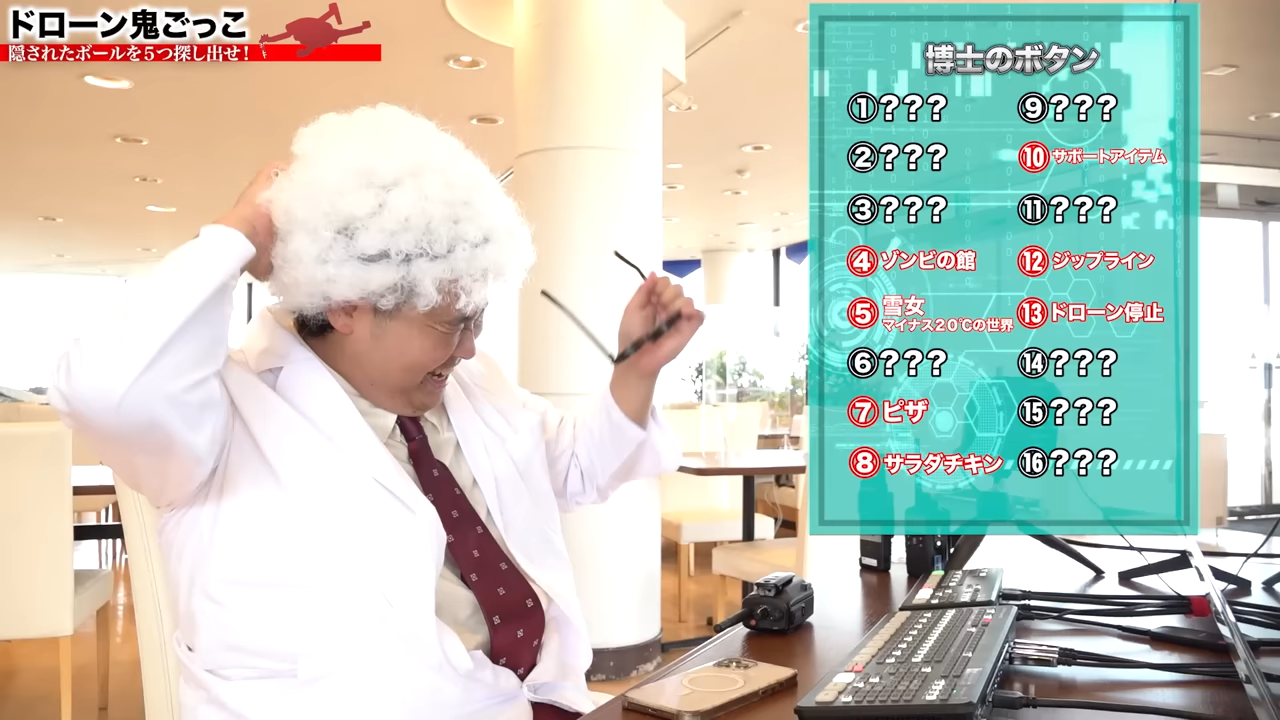 ドローン鬼ごっこ
隠されたボールを5つ探し出せ!
博士のボタン
①???
②???
③???
④ゾンビの館
⑤雪女
マイナス20℃の世界
⑥???
⑦ピザ
⑧サラダチキン
⑨???
⑩サポートアイテム
⑪???
⑫ジップライン
⑬ドローン停止
⑭???
⑮???
⑯???